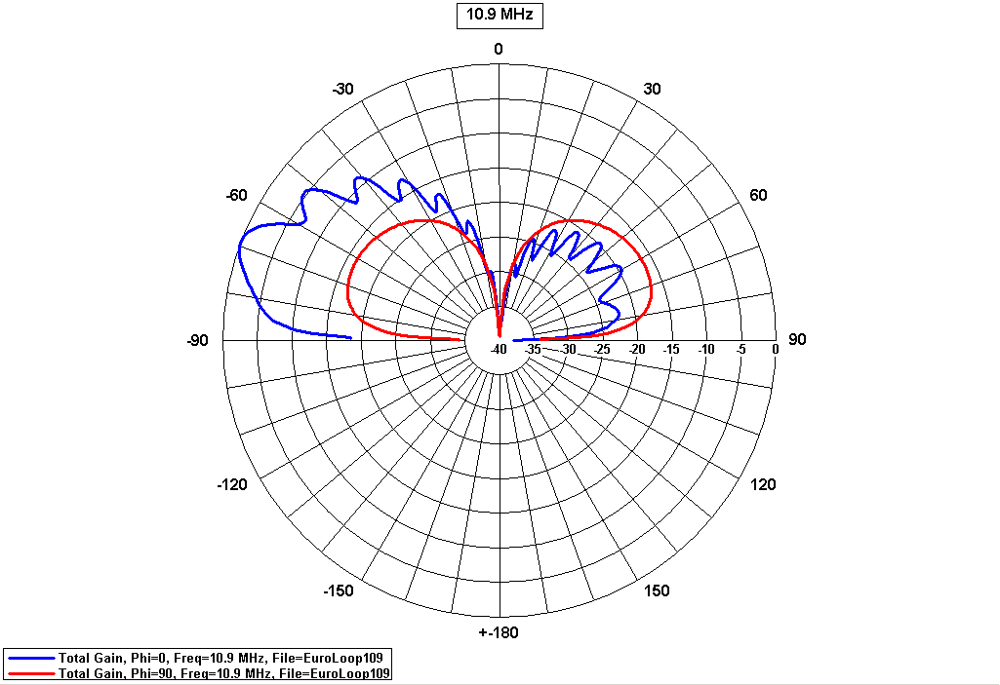 10.9 MHz
0
-30 30
-60 60
-90 90
-40 -35 -30 -25 -20 -15 -10 -5 0
-120 120
-150 150
+-180
Total Gain, Phi=0, Freq=10.9 MHz, File=EuroLoop109
Total Gain, Phi=90, Freq=10.9 MHz, File=EuroLoop109